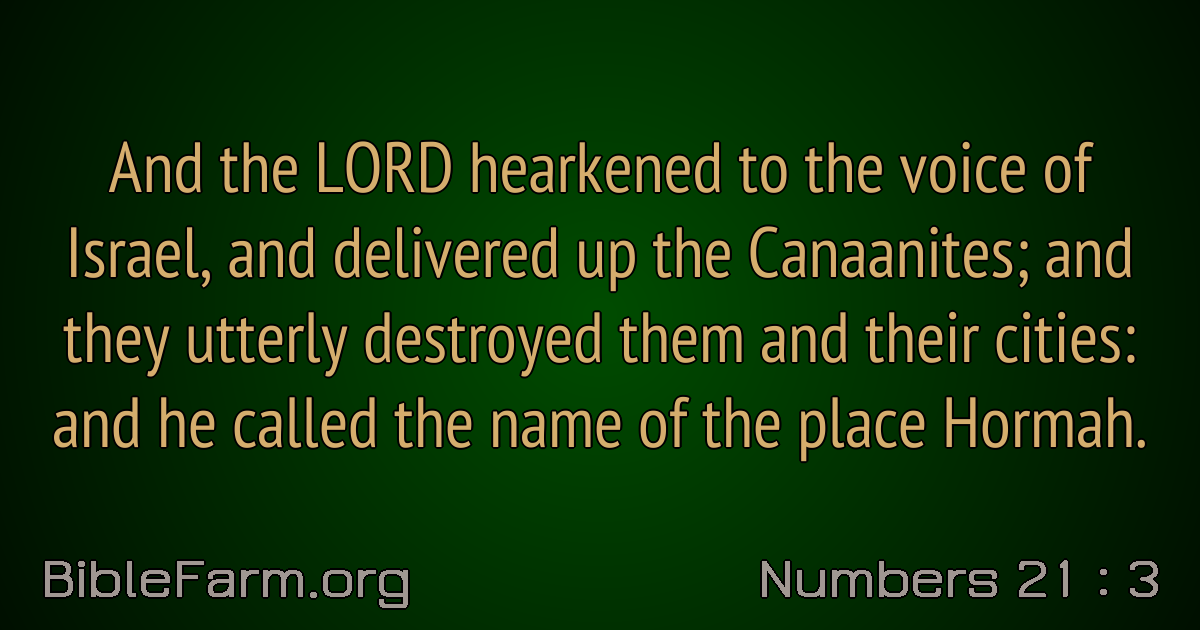 And the LORD hearkened to the voice of
Israel, and delivered up the Canaanites; and
they utterly destroyed them and their cities:
and he called the name of the place Hormah.
BibleFarm.org
Numbers 21 : 3